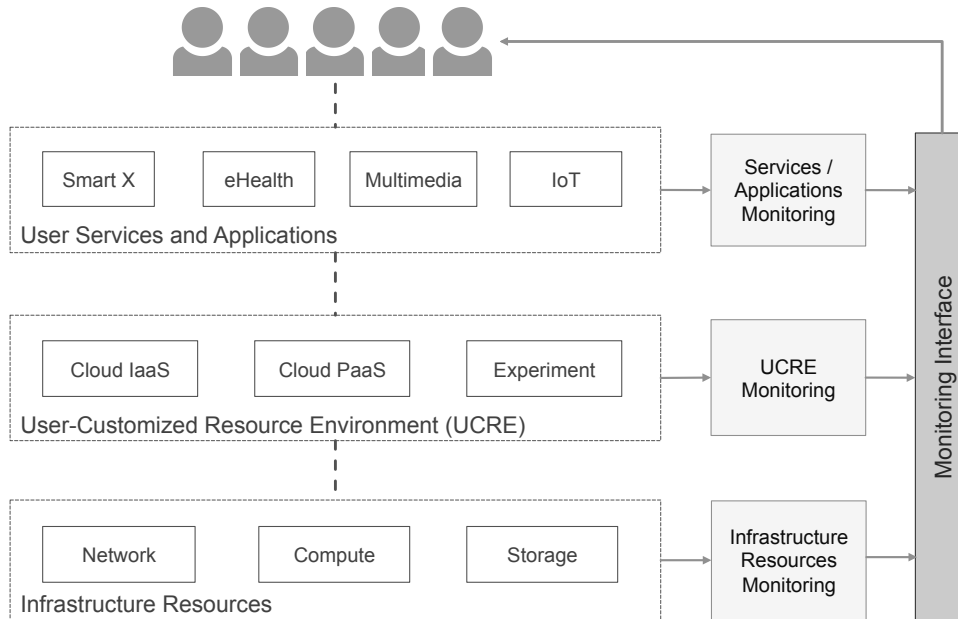 Smart X
eHealth
Multimedia
IoT
User Services and Applications
Services /
Applications
Monitoring
Cloud IaaS
Cloud PaaS
Experiment
User-Customized Resource Environment (UCRE)
UCRE
Monitoring
Monitoring Interface
Network
Compute
Storage
Infrastructure Resources
Infrastructure
Resources
Monitoring